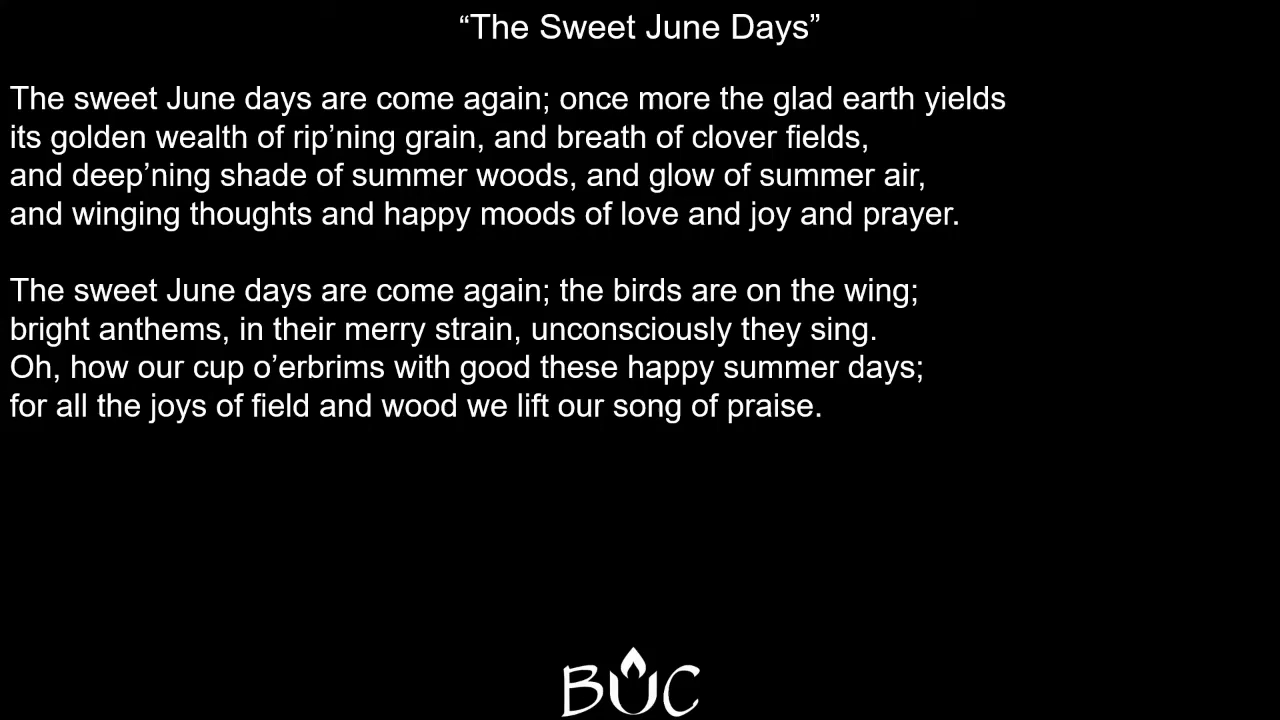 “The Sweet June Days”
The sweet June days are come again; once more the glad earth yields
its golden wealth of rip’ning grain, and breath of clover fields,
and deep’ning shade of summer woods, and glow of summer air,
and winging thoughts and happy moods of love and joy and prayer.
The sweet June days are come again; the birds are on the wing;
bright anthems, in their merry strain, unconsciously they sing.
Oh, how our cup o’erbrims with good these happy summer days;
for all the joys of field and wood we lift our song of praise.
BUC